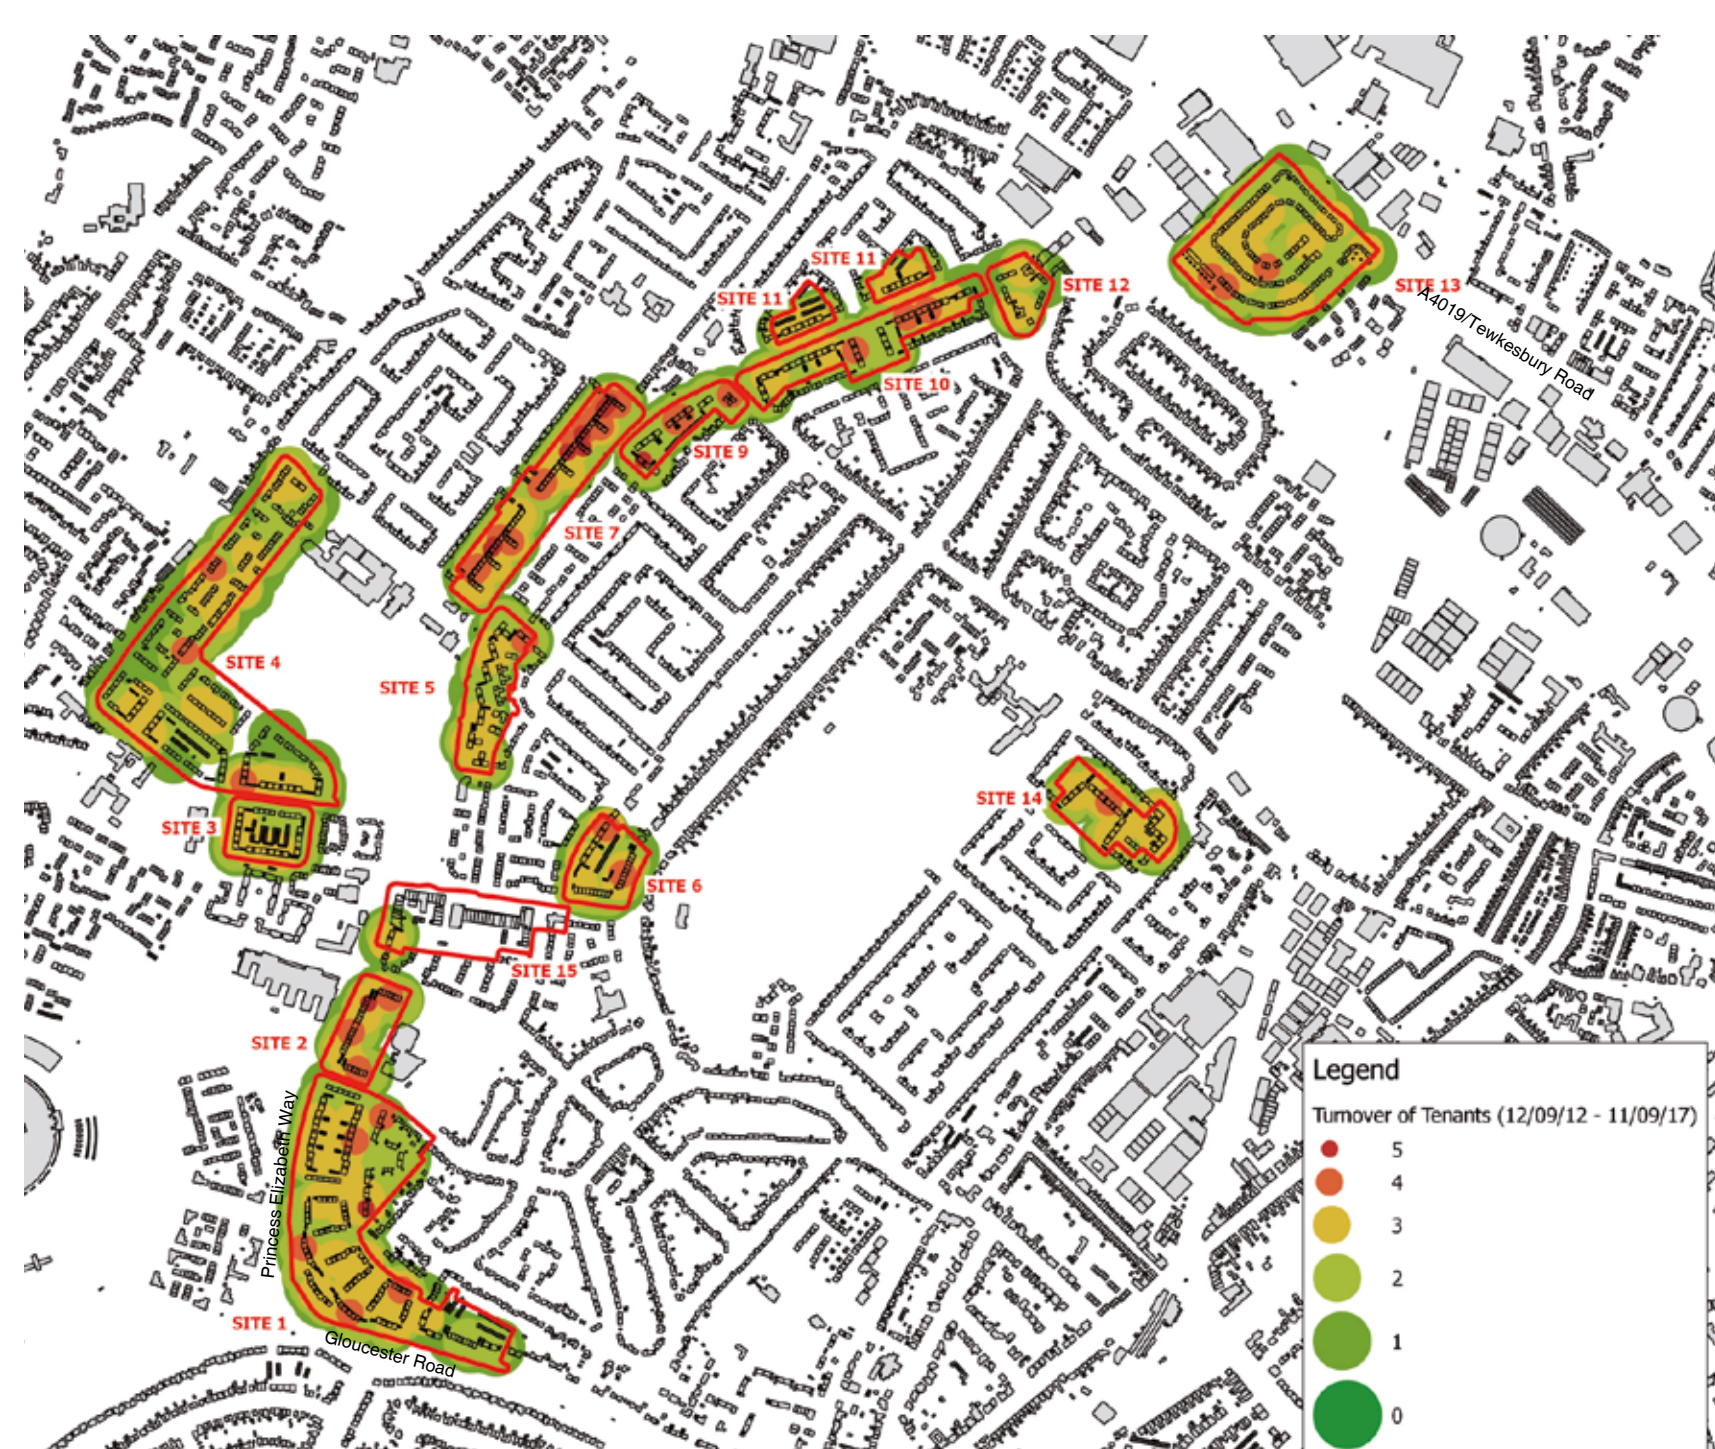 SITE 11
SITE 11
SITE 12
SITE 13
A4019/Tewkesbury Road
SITE 10
SITE 9
SITE 7
SITE 4
SITE 5
SITE 14
SITE 3
SITE 6
SITE 15
SITE 2
Princess Elizabeth Way
SITE 1
Gloucester Road
Legend
Turnover of Tenants (12/09/12 - 11/09/17)
5
4
3
2
1
0